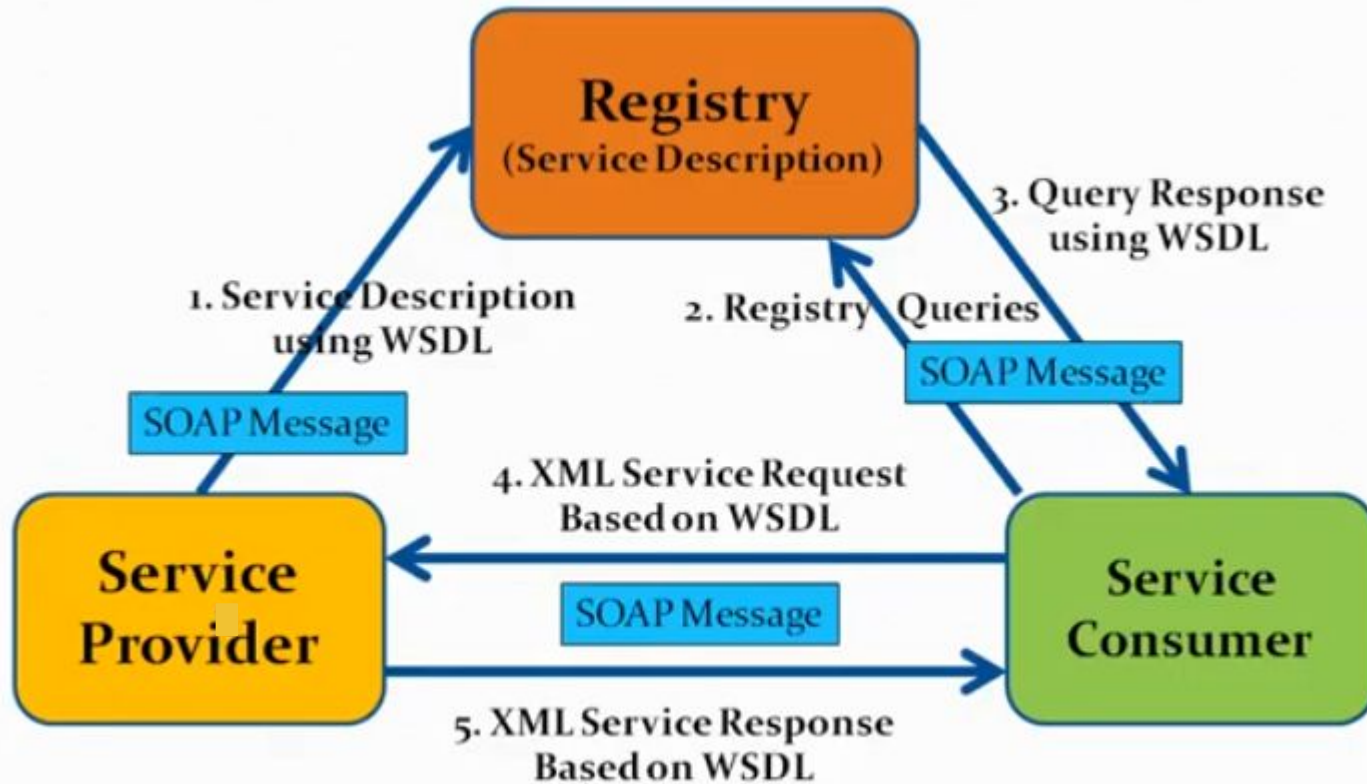 Registry
(Service Description)
3. Query Response
using WSDL
1. Service Description
using WSDL
2. Registry Queries
SOAP Message
SOAP Message
4. XML Service Request
Based on WSDL
Service
Provider
SOAP Message
Service
Consumer
5. XML Service Response
Based on WSDL